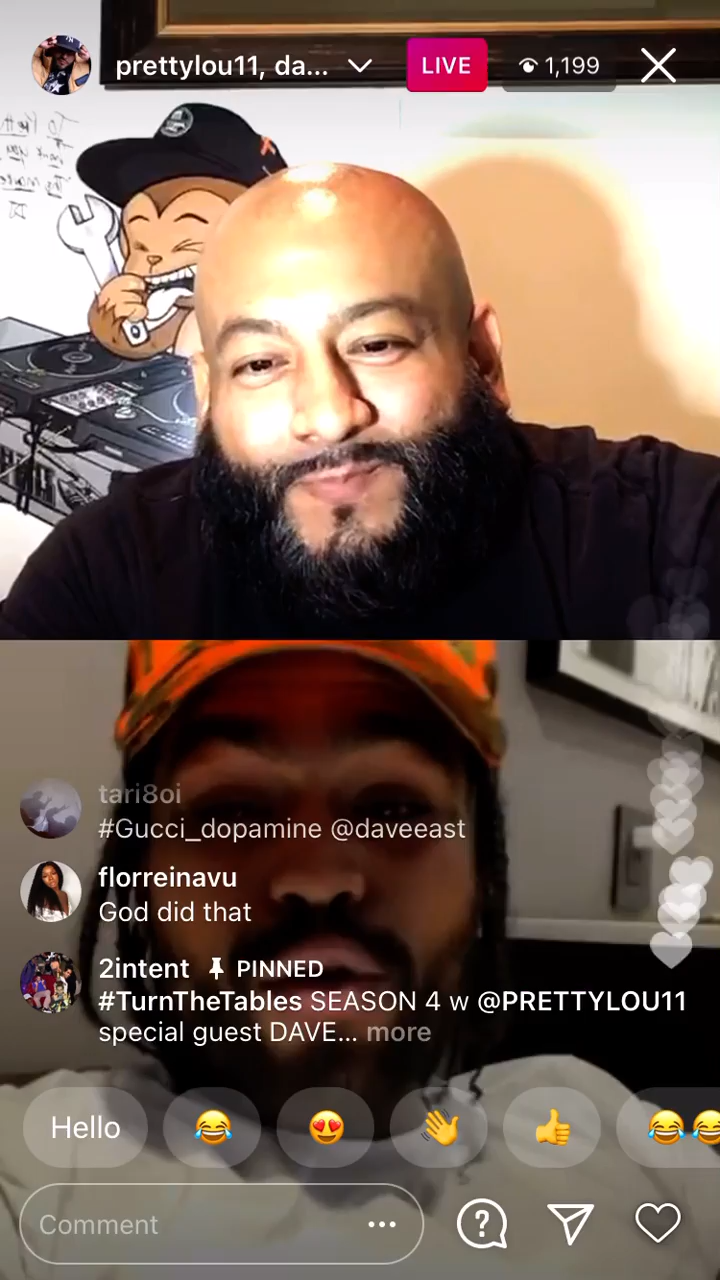 prettylou11, da...
LIVE
1,199
tari8oi
#Gucci_dopamine @daveeast
florreinavu
God did that
2intent PINNED
#TurnTheTables SEASON 4 w @PRETTYLOU11
special guest DAVE... more
Hello
Comment